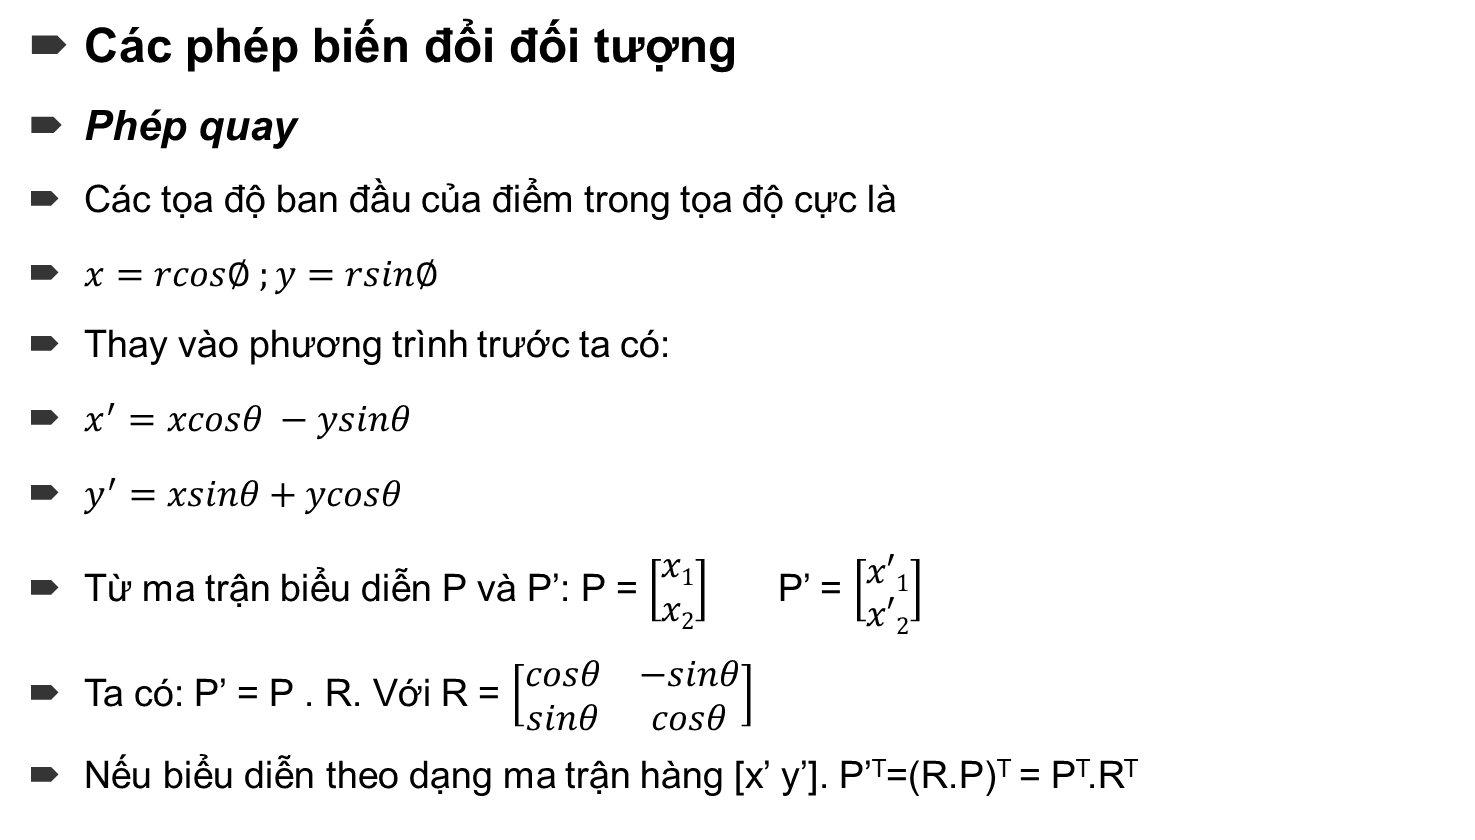 Các phép biến đổi đối tượng
Phép quay
Các tọa độ ban đầu của điểm trong tọa độ cực là
x = rcos∅ ; y = rsin∅
Thay vào phương trình trước ta có:
x′ = xcosθ − ysinθ
y′ = xsinθ + ycosθ
Từ ma trận biểu diễn P và P’: P = [x₁ x₂] P’ = [x′₁ x′₂]
Ta có: P’ = P . R. Với R = [cosθ −sinθ sinθ cosθ]
Nếu biểu diễn theo dạng ma trận hàng [x’ y’]. P’ᵀ=(R.P)ᵀ = Pᵀ.Rᵀ